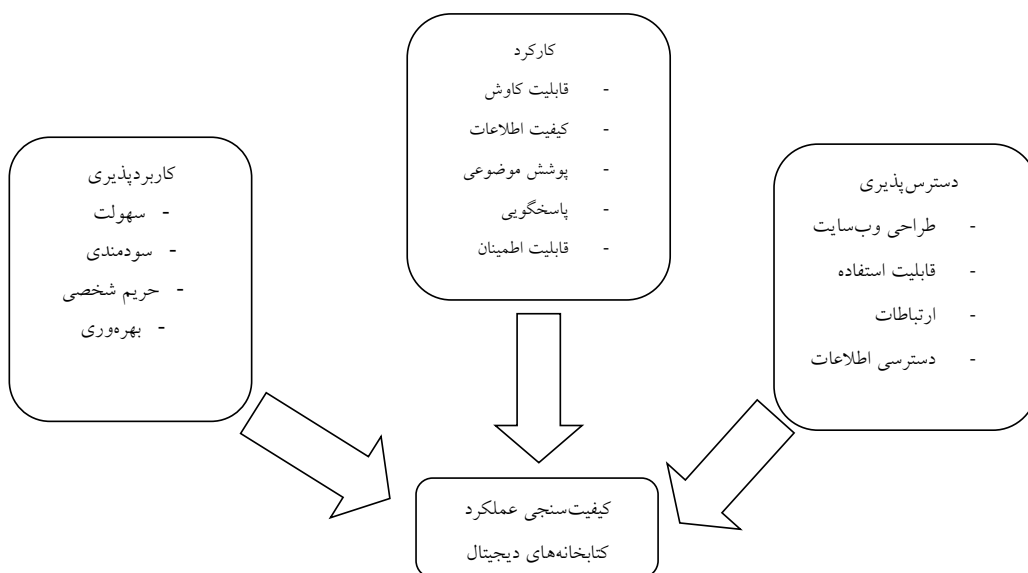 کارکرد
- قابلیت کاوش
- کیفیت اطلاعات
- پوشش موضوعی
- پاسخگویی
- قابلیت اطمینان
دسترس‌پذیری
- طراحی وب‌سایت
- قابلیت استفاده
- ارتباطات
- دسترسی اطلاعات
کاربردپذیری
- سهولت
- سودمندی
- حریم شخصی
- بهره‌وری
کیفیت‌سنجی عملکرد
کتابخانه‌های دیجیتال